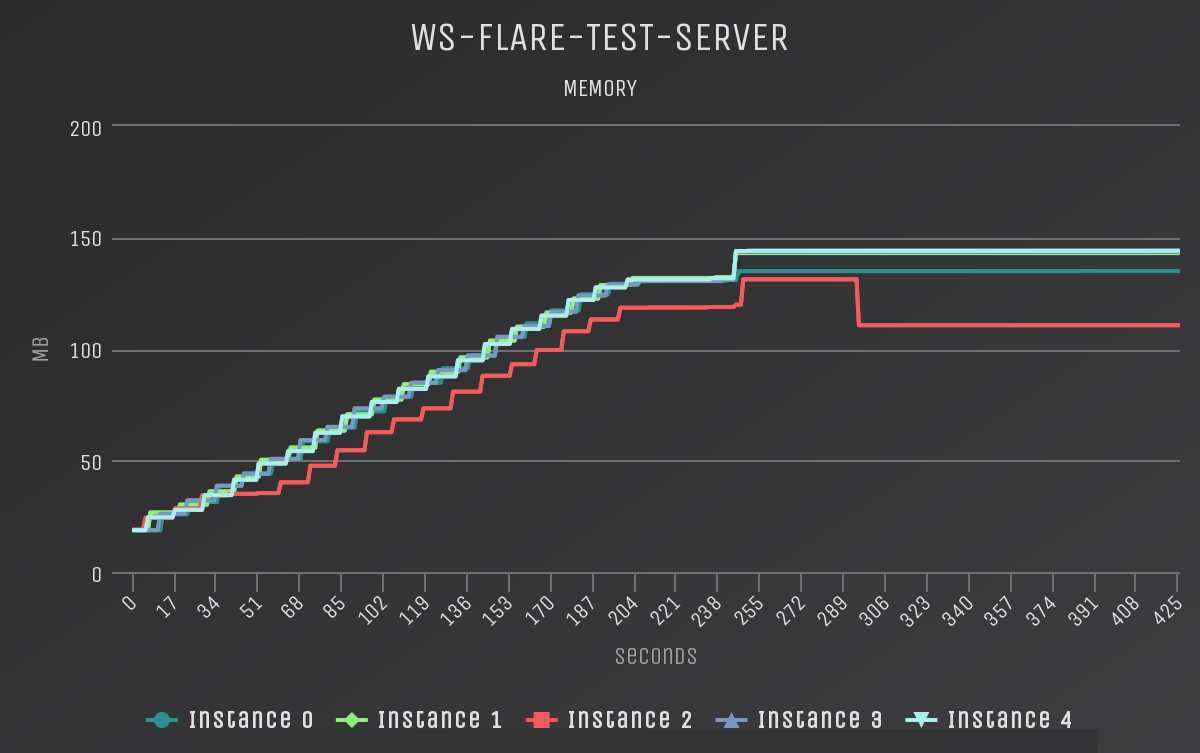 WS-FLARE-TEST-SERVER
MEMORY
200
150
100
50
0
MB
0 17 34 51 68 85 102 119 136 153 170 187 204 221 238 255 272 289 306 323 340 357 374 391 408 425
seconds
Instance 0 Instance 1 Instance 2 Instance 3 Instance 4